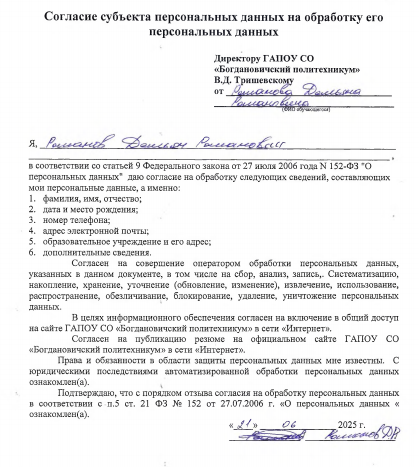 Согласие субъекта персональных данных на обработку его
персональных данных
Директору ГАПОУ СО
«Богдановичский политехникум»
В.Д. Тришевскому
от Романова Демьяна
Романовича
(ФИО обучающегося)
Я, Романов Демьян Романович
в соответствии со статьей 9 Федерального закона от 27 июля 2006 года N 152-ФЗ "О
персональных данных" даю согласие на обработку следующих сведений, составляющих
мои персональные данные, а именно:
1. фамилия, имя, отчество;
2. дата и место рождения;
3. номер телефона;
4. адрес электронной почты;
5. образовательное учреждение и его адрес;
6. дополнительные сведения.
Согласен на совершение оператором обработки персональных данных,
указанных в данном документе, в том числе на сбор, анализ, запись,. Систематизацию,
накопление, хранение, уточнение (обновление, изменение), извлечение, использование,
распространение, обезличивание, блокирование, удаление, уничтожение персональных
данных.
В целях информационного обеспечения согласен на включение в общий доступ
на сайте ГАПОУ СО «Богдановичский политехникум» в сети «Интернет».
Согласен на публикацию резюме на официальном сайте ГАПОУ СО
«Богдановичский политехникум» в сети «Интернет».
Права и обязанности в области защиты персональных данных мне известны. С
юридическими последствиями автоматизированной обработки персональных данных
ознакомлен(а).
Подтверждаю, что с порядком отзыва согласия на обработку персональных данных
в соответствии с п.5 ст. 21 ФЗ № 152 от 27.07.2006 г. «О персональных данных «
ознакомлен(а).
« 21 » 06 2025 г.
Романов ДР